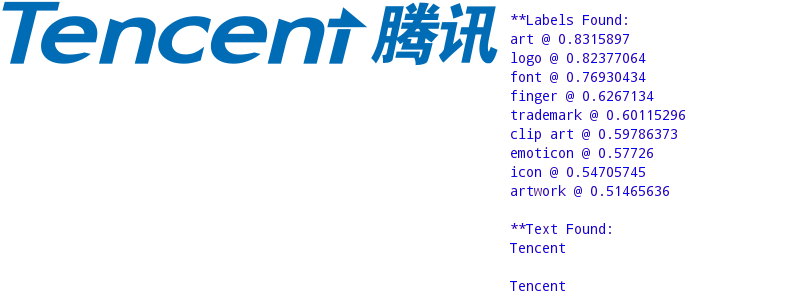 Tencent 腾讯
**Labels Found:
art @ 0.8315897
logo @ 0.82377064
font @ 0.76930434
finger @ 0.6267134
trademark @ 0.60115296
clip art @ 0.59786373
emoticon @ 0.57726
icon @ 0.54705745
artwork @ 0.51465636
**Text Found:
Tencent
Tencent